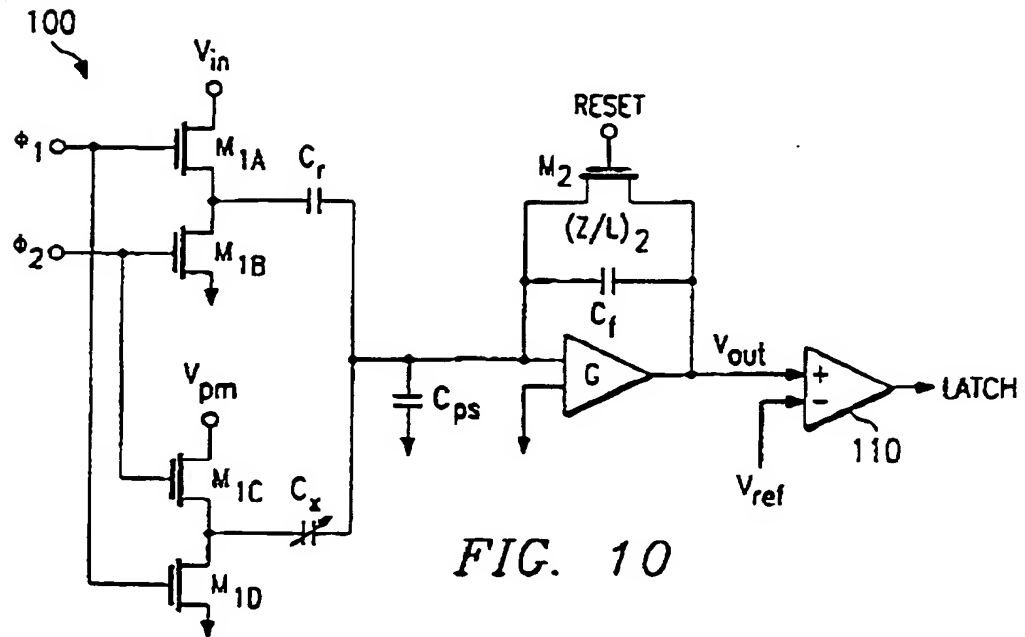 100
V_in
ϕ_1
M_1A
C_r
ϕ_2
M_1B
V_pm
M_1C
C_x
M_1D
C_ps
RESET
M_2
(Z/L)_2
C_f
G
V_out
+
-
LATCH
110
V_ref
FIG. 10